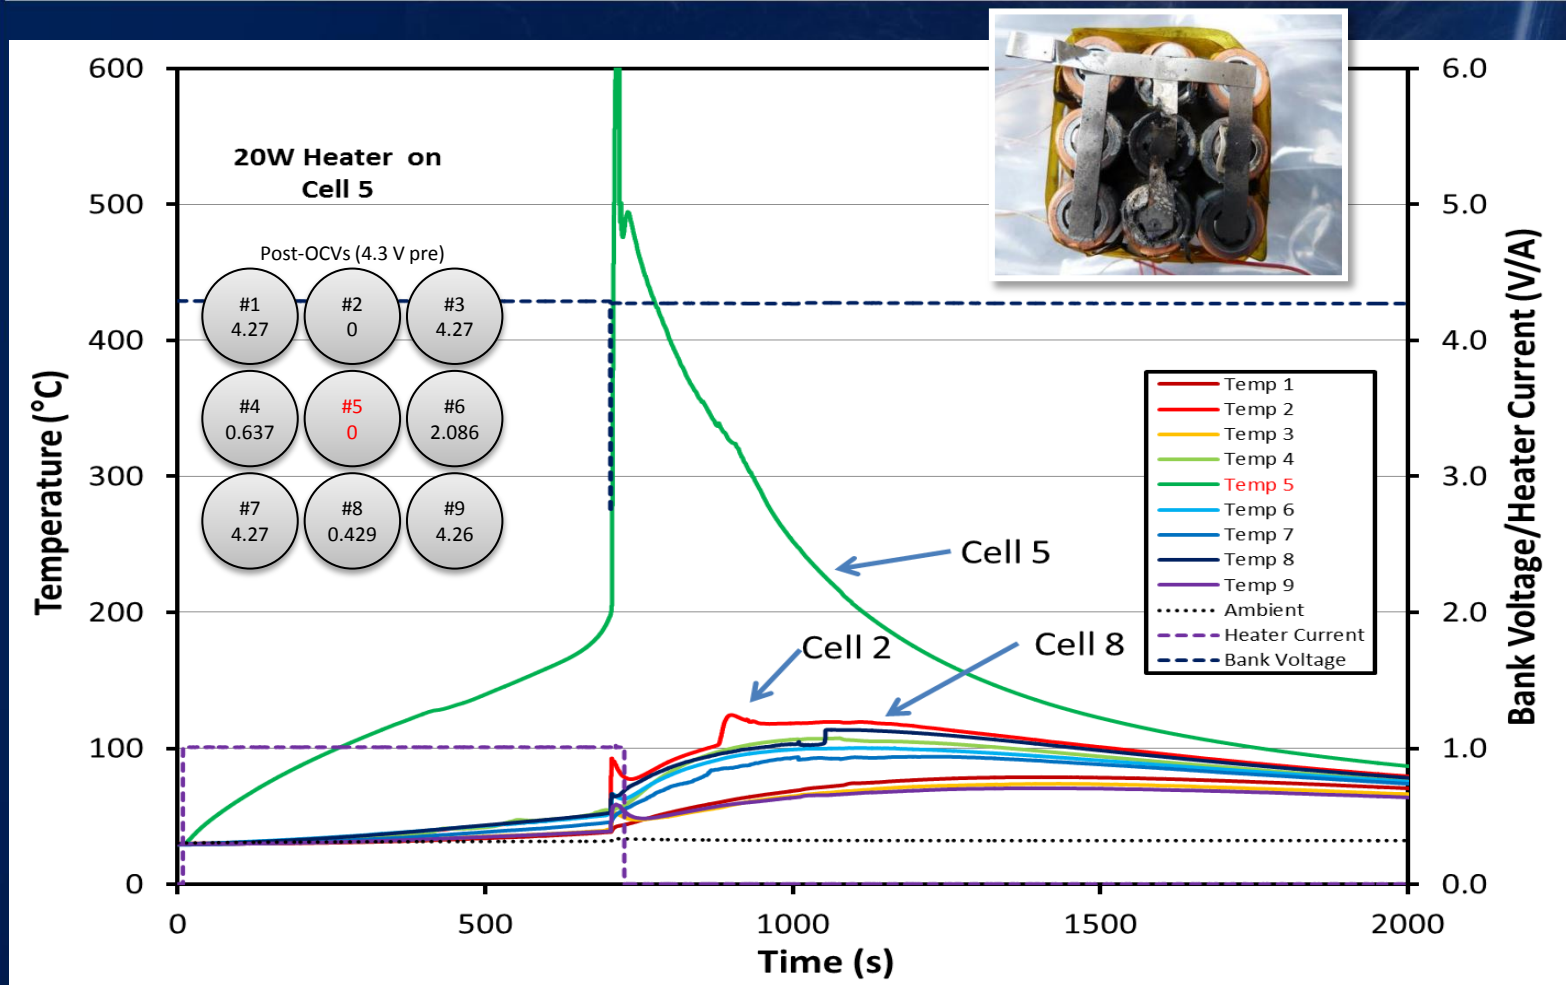 600
500
400
300
200
100
0
Temperature (°C)
20W Heater on
Cell 5
Post-OCVs (4.3 V pre)
#1
4.27
#2
0
#3
4.27
#4
0.637
#5
0
#6
2.086
#7
4.27
#8
0.429
#9
4.26
Cell 5
Cell 2
Cell 8
Temp 1
Temp 2
Temp 3
Temp 4
Temp 5
Temp 6
Temp 7
Temp 8
Temp 9
Ambient
Heater Current
Bank Voltage
6.0
5.0
4.0
3.0
2.0
1.0
0.0
Bank Voltage/Heater Current (V/A)
0
500
1000
1500
2000
Time (s)